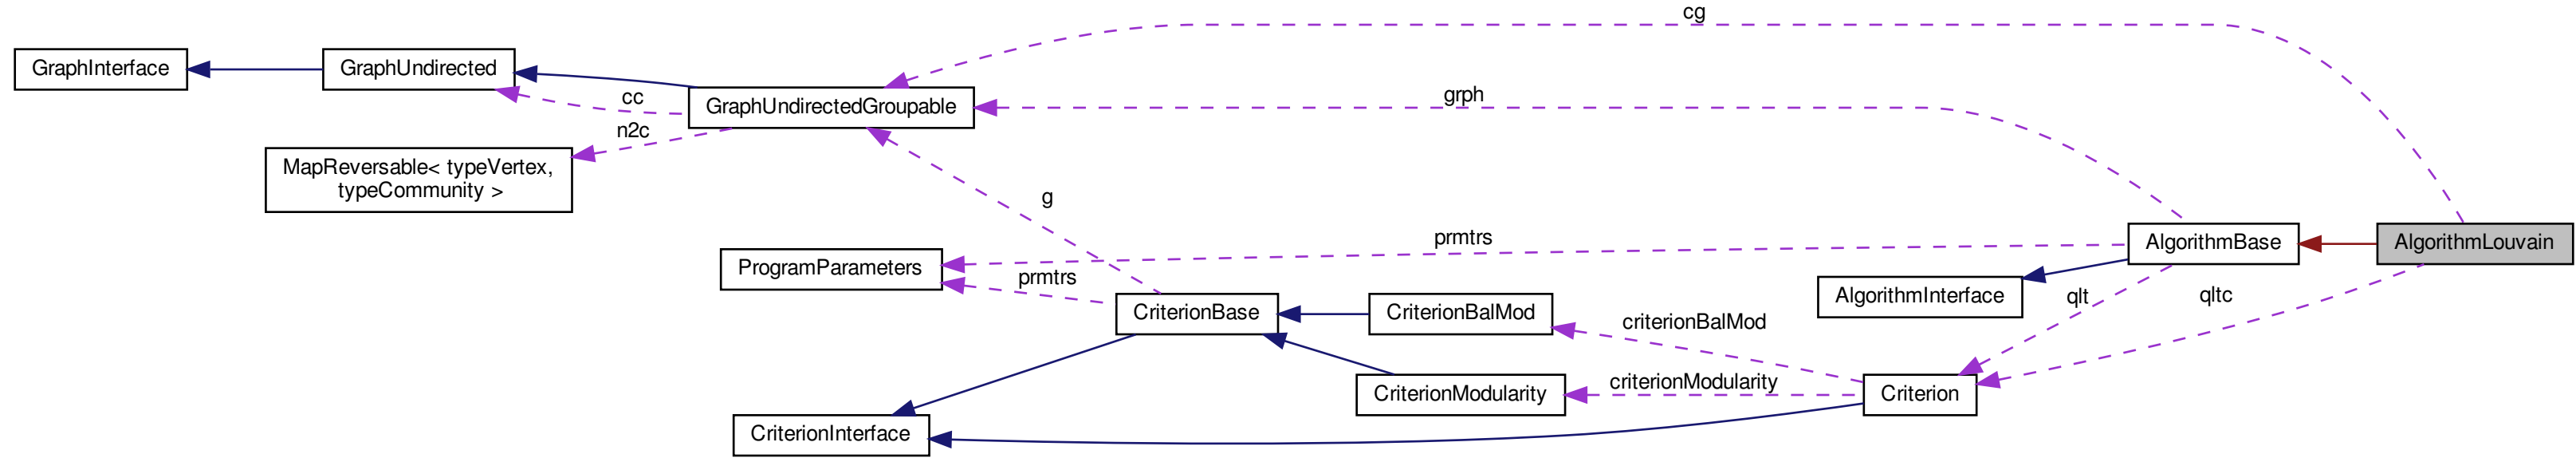 cg
GraphInterface
GraphUndirected
cc
GraphUndirectedGroupable
grph
n2c
MapReversable< typeVertex,
typeCommunity >
g
prmtrs
AlgorithmBase
AlgorithmLouvain
ProgramParameters
prmtrs
AlgorithmInterface
qlt
qltc
CriterionBase
CriterionBalMod
criterionBalMod
CriterionModularity
criterionModularity
Criterion
CriterionInterface